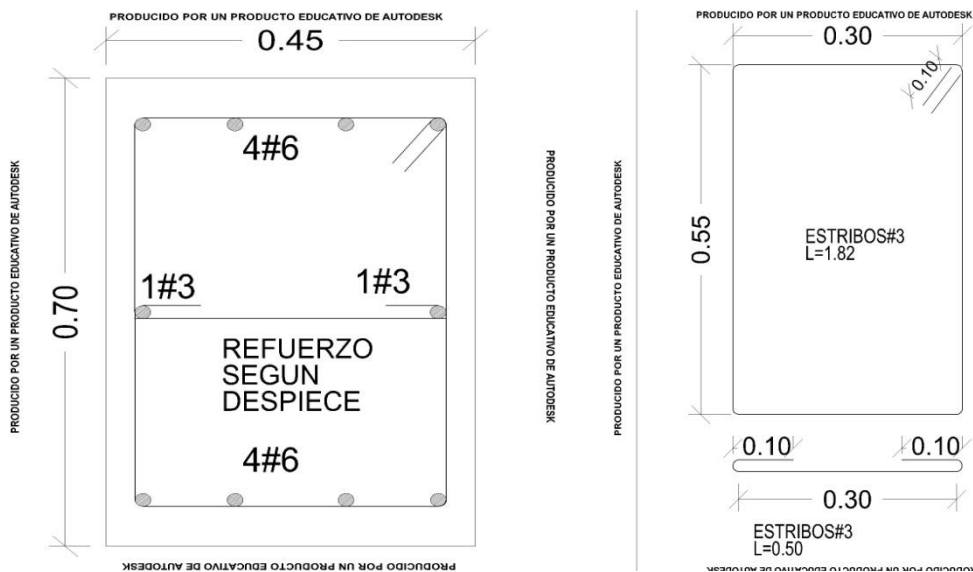 PRODUCIDO POR UN PRODUCTO EDUCATIVO DE AUTODESK
0.45
4#6
1#3
1#3
0.70
REFUERZO
SEGUN
DESPIECE
4#6
PRODUCIDO POR UN PRODUCTO EDUCATIVO DE AUTODESK
PRODUCIDO POR UN PRODUCTO EDUCATIVO DE AUTODESK
PRODUCIDO POR UN PRODUCTO EDUCATIVO DE AUTODESK
PRODUCIDO POR UN PRODUCTO EDUCATIVO DE AUTODESK
0.30
0.10
0.55
ESTRIBOS#3
L=1.82
0.10
0.10
0.30
ESTRIBOS#3
L=0.50
PRODUCIDO POR UN PRODUCTO EDUCATIVO DE AUTODESK